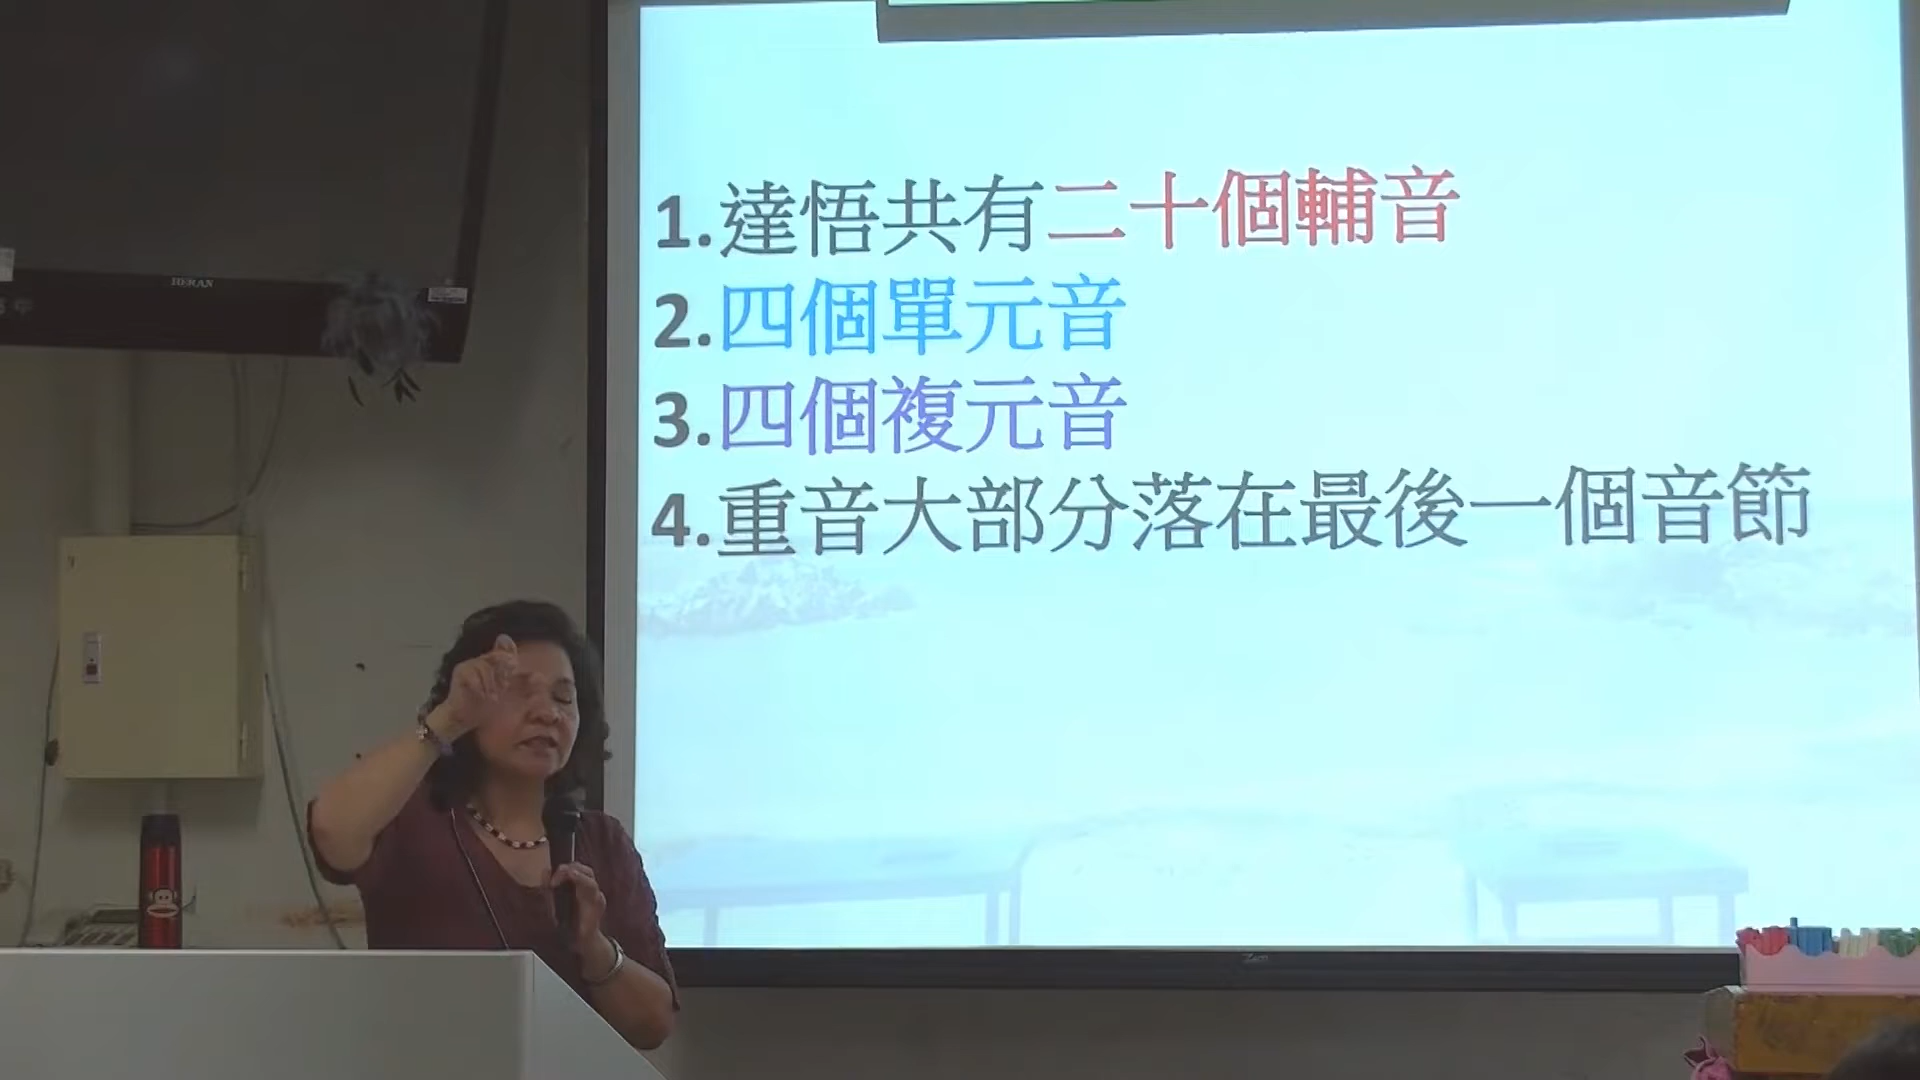 1.達悟共有二十個輔音
2.四個單元音
3.四個複元音
4.重音大部分落在最後一個音節
HERAN